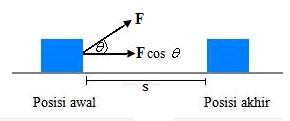 F
θ
F cos θ
s
Posisi awal
Posisi akhir